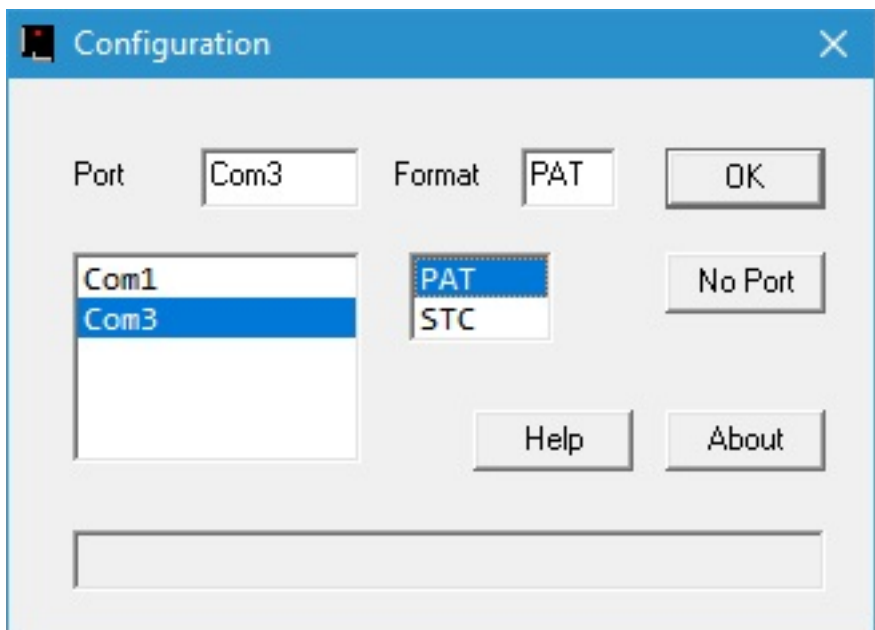 Configuration
Port Com3 Format PAT OK
Com1 PAT No Port
Com3 STC
Help About